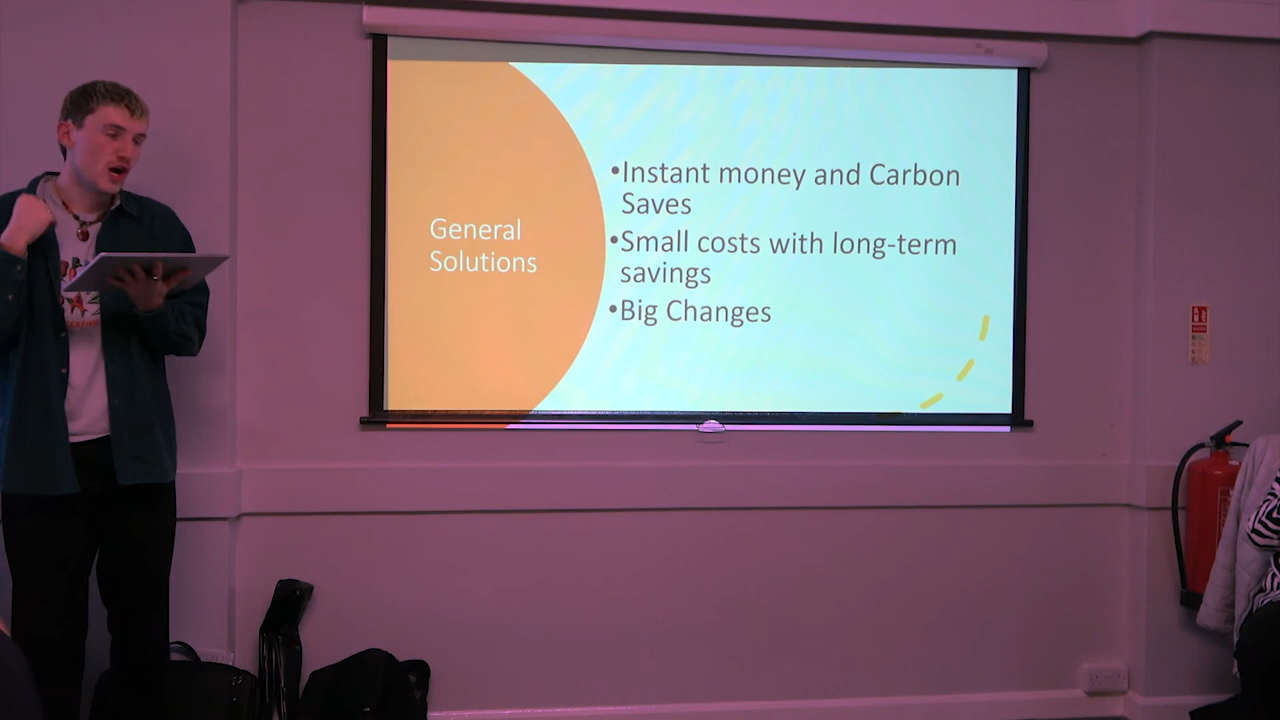 General
Solutions
•Instant money and Carbon
Saves
•Small costs with long-term
savings
•Big Changes